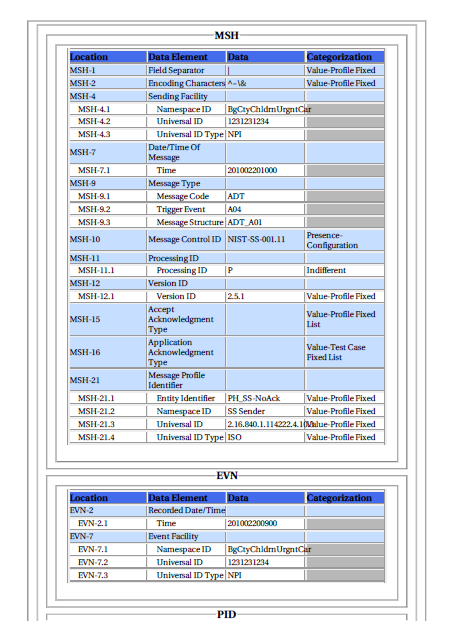 MSH
Location Data Element Data Categorization
MSH-1 Field Separator | Value-Profile Fixed
MSH-2 Encoding Characters ^~\& Value-Profile Fixed
MSH-4 Sending Facility
MSH-4.1 Namespace ID BgCtyChldrnUrgntCar
MSH-4.2 Universal ID 1231231234
MSH-4.3 Universal ID Type NPI
MSH-7 Date/Time Of
Message
MSH-7.1 Time 201002201000
MSH-9 Message Type
MSH-9.1 Message Code ADT
MSH-9.2 Trigger Event A04
MSH-9.3 Message Structure ADT_A01
MSH-10 Message Control ID NIST-SS-001.11 Presence-
Configuration
MSH-11 Processing ID
MSH-11.1 Processing ID P Indifferent
MSH-12 Version ID
MSH-12.1 Version ID 2.5.1 Value-Profile Fixed
MSH-15 Accept
Acknowledgment
Type Value-Profile Fixed
List
MSH-16 Application
Acknowledgment
Type Value-Test Case
Fixed List
MSH-21 Message Profile
Identifier
MSH-21.1 Entity Identifier PH_SS-NoAck Value-Profile Fixed
MSH-21.2 Namespace ID SS Sender Value-Profile Fixed
MSH-21.3 Universal ID 2.16.840.1.114222.4.10.3 Value-Profile Fixed
MSH-21.4 Universal ID Type ISO Value-Profile Fixed
EVN
Location Data Element Data Categorization
EVN-2 Recorded Date/Time
EVN-2.1 Time 201002200900
EVN-7 Event Facility
EVN-7.1 Namespace ID BgCtyChldrnUrgntCar
EVN-7.2 Universal ID 1231231234
EVN-7.3 Universal ID Type NPI
PID